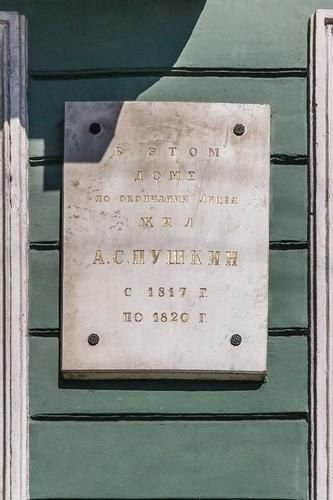 В ЭТОМ
ДОМЕ
ПО ОКОНЧАНИИ ЛИЦЕЯ
ЖИЛ
А.С.ПУШКИН
С 1817 Г.
ПО 1820 Г.